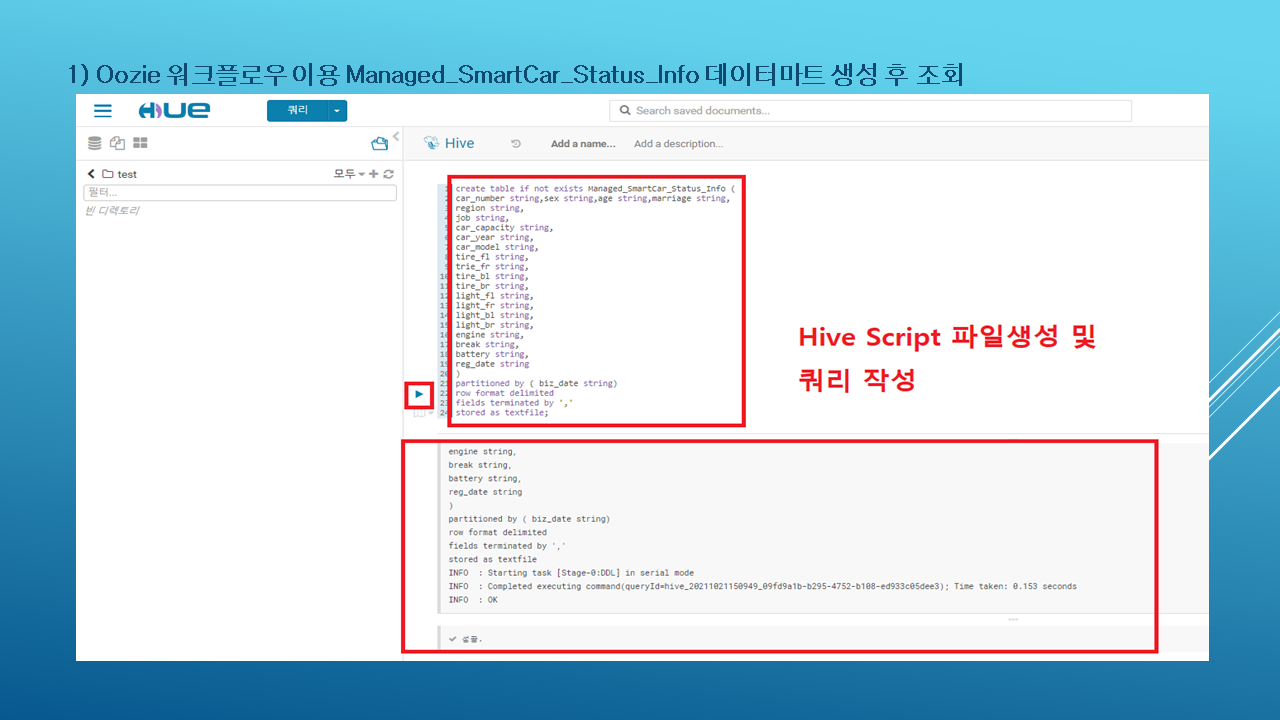 1) Oozie 워크플로우 이용 Managed_SmartCar_Status_Info 데이터마트 생성 후 조회
HUE
쿼리
Search saved documents...
Hive
Add a name...
Add a description...
test
모두
필터...
빈 디렉토리
1 create table if not exists Managed_SmartCar_Status_Info (
2 car_number string,sex string,age string,marriage string,
3 region string,
4 job string,
5 car_capacity string,
6 car_year string,
7 car_model string,
8 tire_fl string,
9 trie_fr string,
10 tire_bl string,
11 tire_br string,
12 light_fl string,
13 light_fr string,
14 light_bl string,
15 light_br string,
16 engine string,
17 break string,
18 battery string,
19 reg_date string
20 )
21 partitioned by ( biz_date string)
22 row format delimited
23 fields terminated by ','
24 stored as textfile;
Hive Script 파일생성 및
쿼리 작성
engine string,
break string,
battery string,
reg_date string
)
partitioned by ( biz_date string)
row format delimited
fields terminated by ','
stored as textfile
INFO : Starting task [Stage-0:DDL] in serial mode
INFO : Completed executing command(queryId=hive_20211021150949_09fd9a1b-b295-4752-b108-ed933c05dee3); Time taken: 0.153 seconds
INFO : OK
성공.